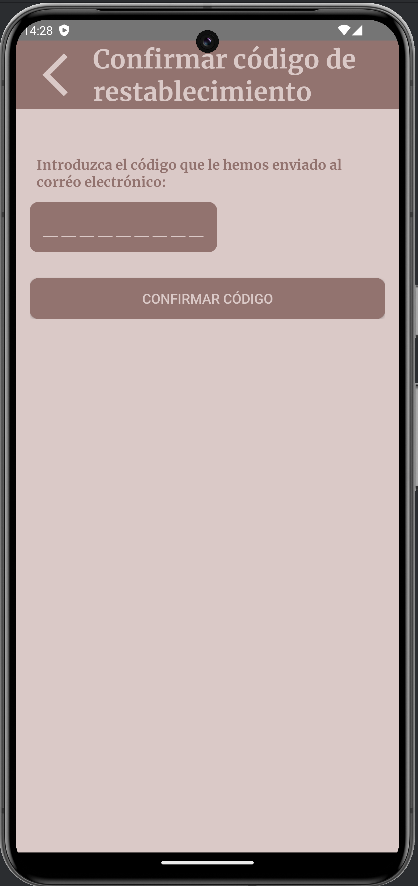 14:28
Confirmar código de
restablecimiento
Introduzca el código que le hemos enviado al
corréo electrónico:
_ _ _ _ _ _ _ _ _
CONFIRMAR CÓDIGO